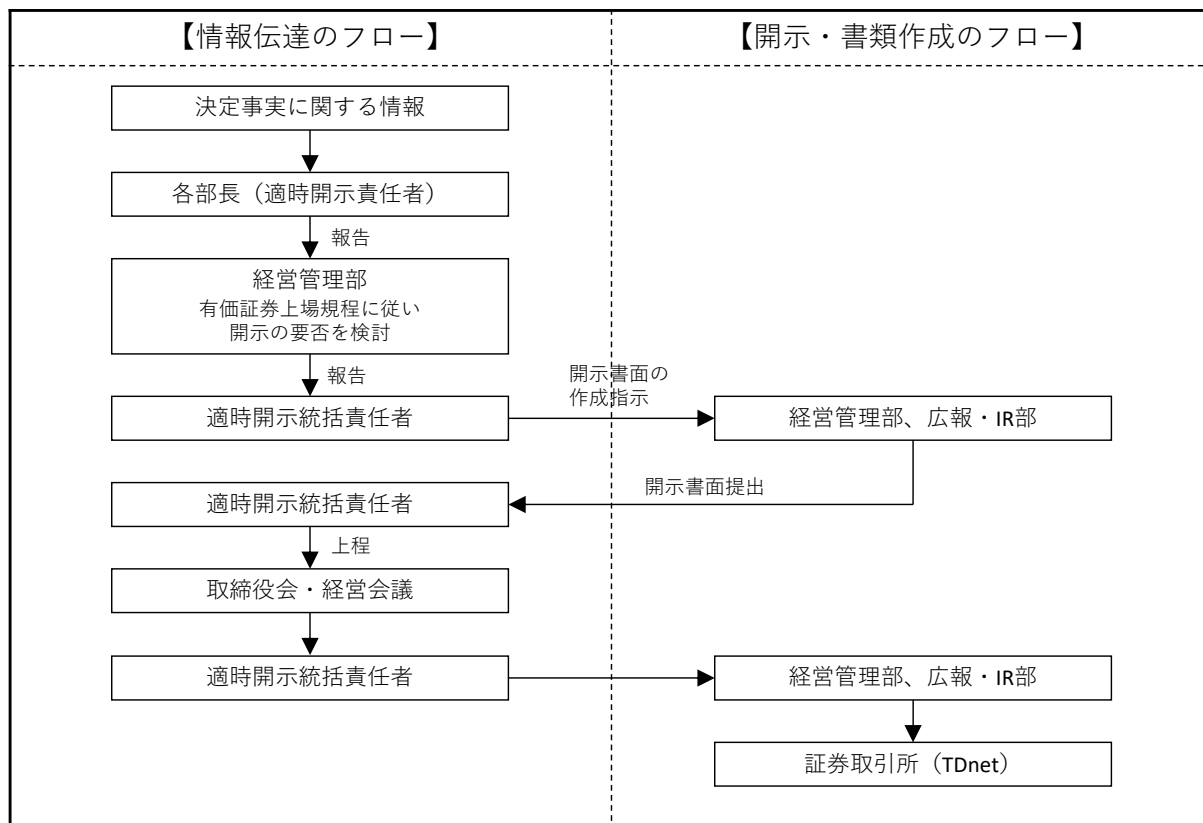 【情報伝達のフロー】
【開示・書類作成のフロー】
決定事実に関する情報
各部長（適時開示責任者）
報告
経営管理部
有価証券上場規程に従い
開示の要否を検討
報告
適時開示統括責任者
開示書面の
作成指示
経営管理部、広報・IR部
開示書面提出
適時開示統括責任者
上程
取締役会・経営会議
適時開示統括責任者
経営管理部、広報・IR部
証券取引所（TDnet）